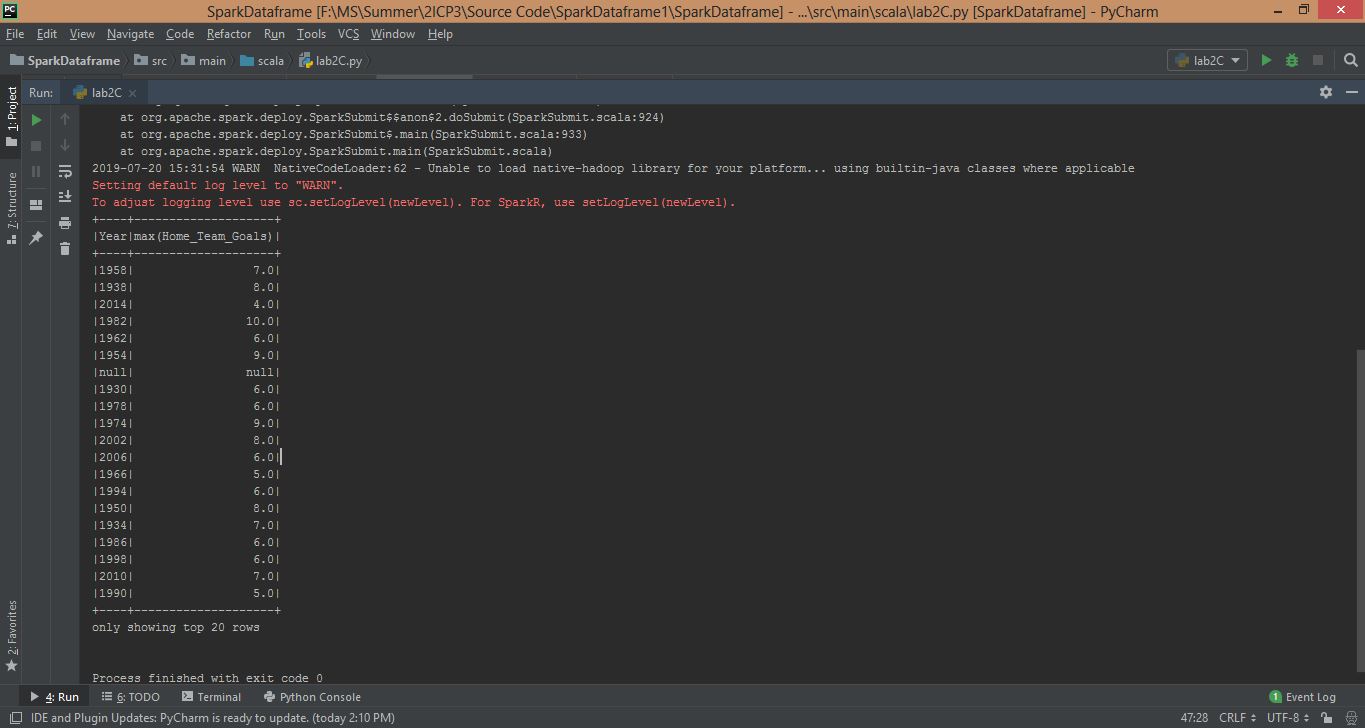 PC
SparkDataframe [F:\MS\Summer\2ICP3\Source Code\SparkDataframe1\SparkDataframe] - ...\src\main\scala\lab2C.py [SparkDataframe] - PyCharm
File Edit View Navigate Code Refactor Run Tools VCS Window Help
SparkDataframe src main scala lab2C.py
lab2C
Run: lab2C
1: Project
7: Structure
2: Favorites
at org.apache.spark.deploy.SparkSubmit$$anon$2.doSubmit(SparkSubmit.scala:924)
at org.apache.spark.deploy.SparkSubmit$.main(SparkSubmit.scala:933)
at org.apache.spark.deploy.SparkSubmit.main(SparkSubmit.scala)
2019-07-20 15:31:54 WARN  NativeCodeLoader:62 - Unable to load native-hadoop library for your platform... using builtin-java classes where applicable
Setting default log level to "WARN".
To adjust logging level use sc.setLogLevel(newLevel). For SparkR, use setLogLevel(newLevel).
+----+--------------------+
|Year|max(Home_Team_Goals)|
+----+--------------------+
|1958|                 7.0|
|1938|                 8.0|
|2014|                 4.0|
|1982|                10.0|
|1962|                 6.0|
|1954|                 9.0|
|null|                null|
|1930|                 6.0|
|1978|                 6.0|
|1974|                 9.0|
|2002|                 8.0|
|2006|                 6.0|
|1966|                 5.0|
|1994|                 6.0|
|1950|                 8.0|
|1934|                 7.0|
|1986|                 6.0|
|1998|                 6.0|
|2010|                 7.0|
|1990|                 5.0|
+----+--------------------+
only showing top 20 rows
Process finished with exit code 0
4: Run 6: TODO Terminal Python Console 1 Event Log
IDE and Plugin Updates: PyCharm is ready to update. (today 2:10 PM) 47:28 CRLF UTF-8